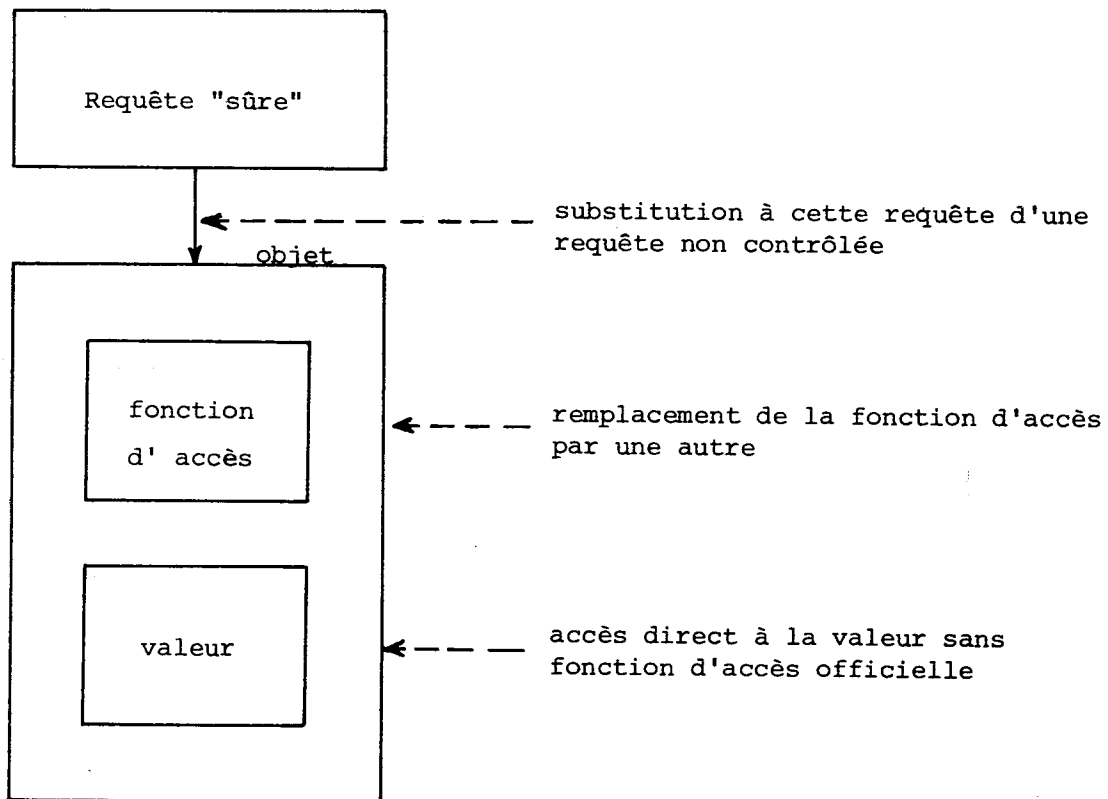 Requête "sûre"
substitution à cette requête d'une
requête non contrôlée
objet
fonction
d' accès
remplacement de la fonction d'accès
par une autre
valeur
accès direct à la valeur sans
fonction d'accès officielle